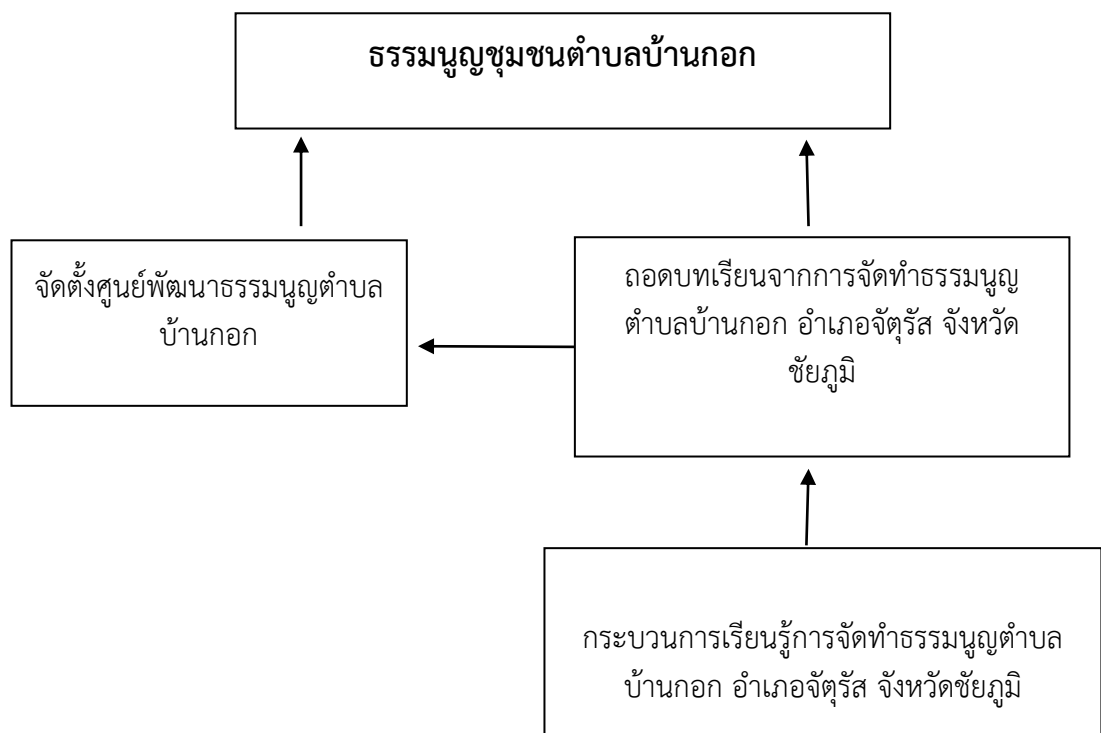 ธรรมนูญชุมชนตำบลบ้านกอก
จัดตั้งศูนย์พัฒนาธรรมนูญตำบล
บ้านกอก
ถอดบทเรียนจากการจัดทำธรรมนูญ
ตำบลบ้านกอก อำเภอจัตุรัส จังหวัด
ชัยภูมิ
กระบวนการเรียนรู้การจัดทำธรรมนูญตำบล
บ้านกอก อำเภอจัตุรัส จังหวัดชัยภูมิ